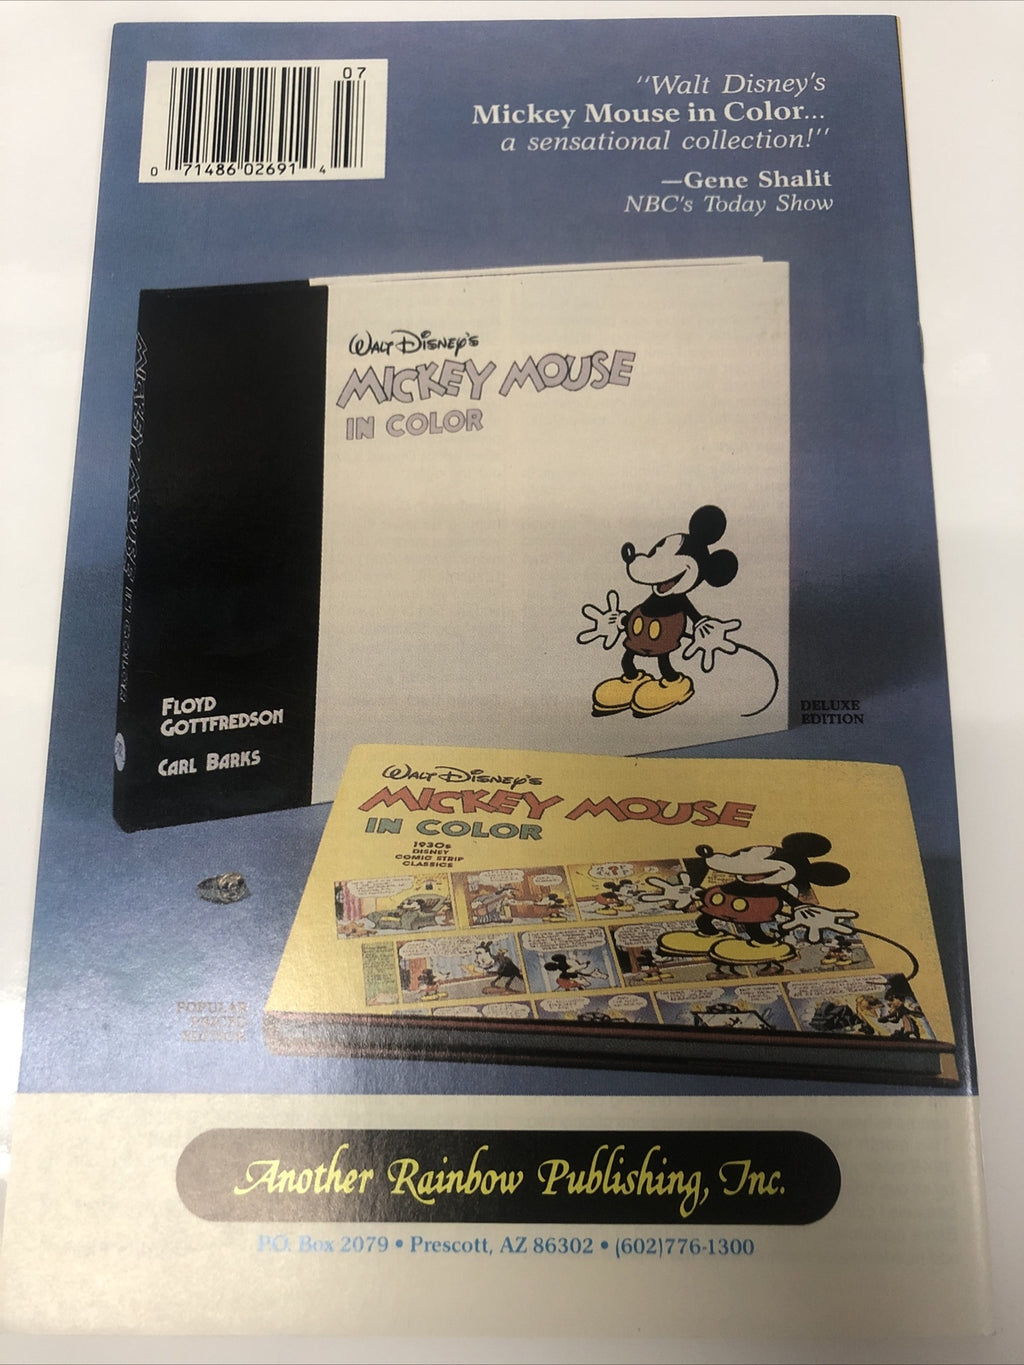 07
0 71486 02691 4
"Walt Disney's
Mickey Mouse in Color...
a sensational collection!"
—Gene Shalit
NBC's Today Show
WALT DISNEY'S
MICKEY MOUSE
IN COLOR
FLOYD
GOTTFREDSON
CARL BARKS
DELUXE
EDITION
WALT DISNEY'S
MICKEY MOUSE
IN COLOR
1930s
DISNEY
COMIC STRIP
CLASSICS
POPULAR
EDITION
Another Rainbow Publishing, Inc.
P.O. Box 2079 • Prescott, AZ 86302 • (602)776-1300